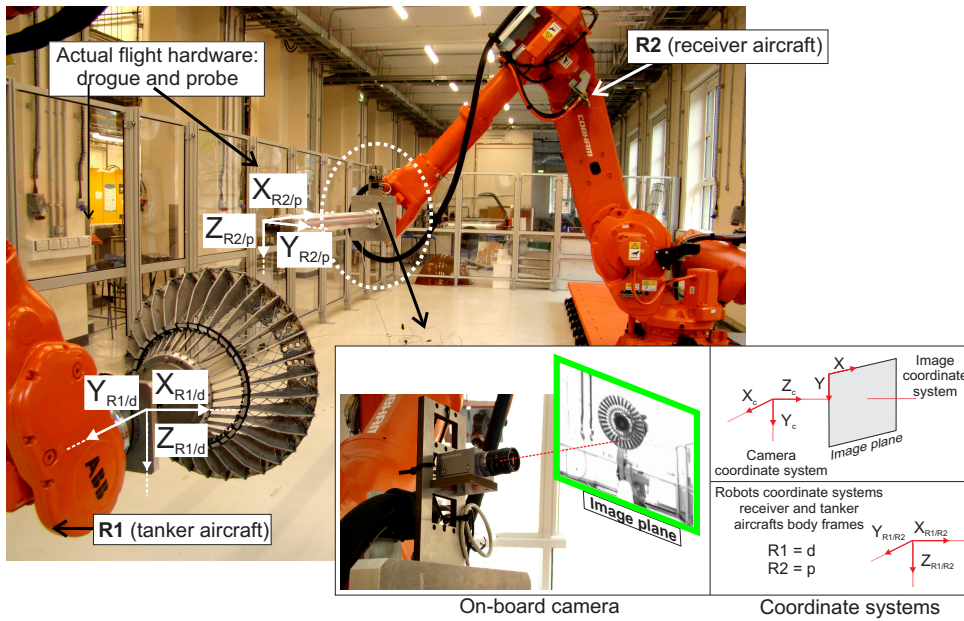 Actual flight hardware:
drogue and probe
R2 (receiver aircraft)
COBHAM
X R2/p
Z R2/p
Y R2/p
Y R1/d
X R1/d
Z R1/d
ABB
R1 (tanker aircraft)
Image plane
On-board camera
X
Image
coordinate
system
Y
X c
Z c
Y c
Image plane
Camera
coordinate system
Robots coordinate systems
receiver and tanker
aircrafts body frames
R1 = d
R2 = p
Y R1/R2
X R1/R2
Z R1/R2
Coordinate systems